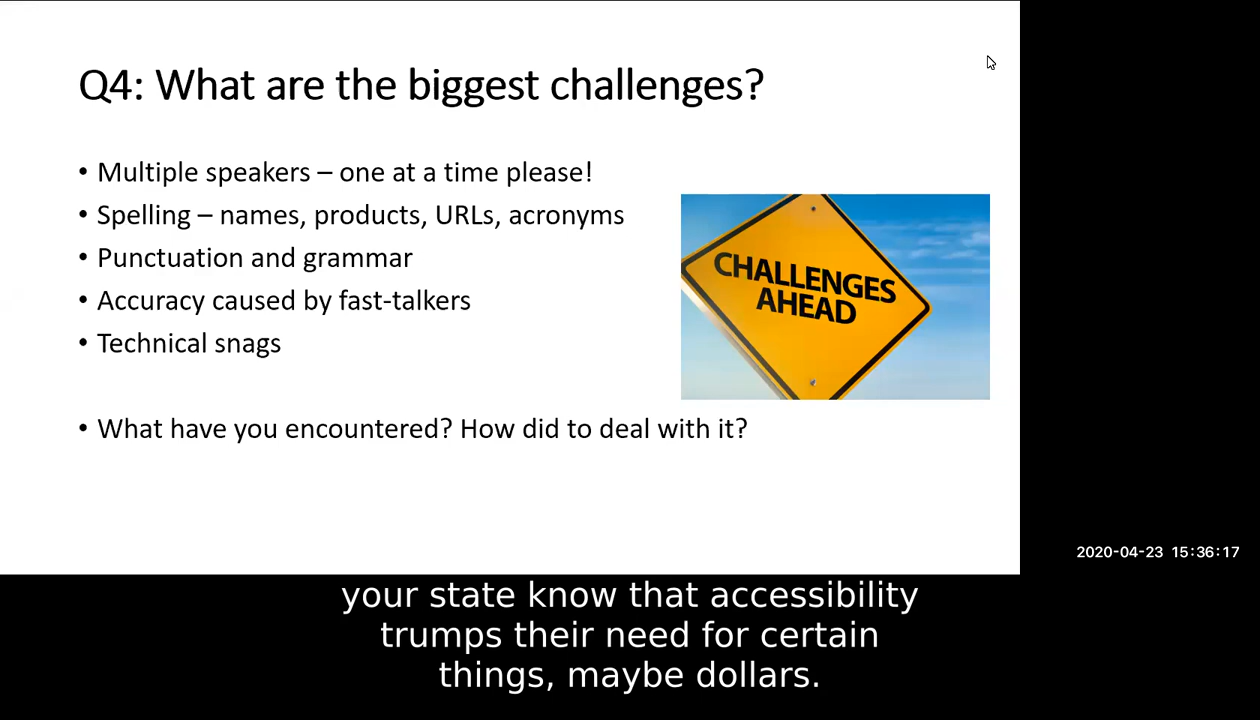 Q4: What are the biggest challenges?
• Multiple speakers – one at a time please!
• Spelling – names, products, URLs, acronyms
• Punctuation and grammar
• Accuracy caused by fast-talkers
• Technical snags
• What have you encountered? How did to deal with it?
CHALLENGES
AHEAD
2020-04-23 15:36:17
your state know that accessibility
trumps their need for certain
things, maybe dollars.